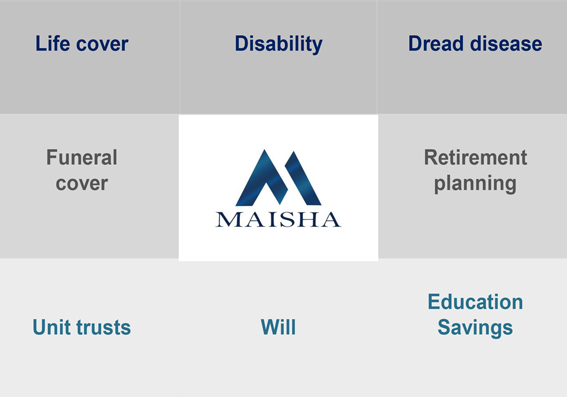 Life cover
Disability
Dread disease
Funeral
cover
MAISHA
Retirement
planning
Unit trusts
Will
Education
Savings